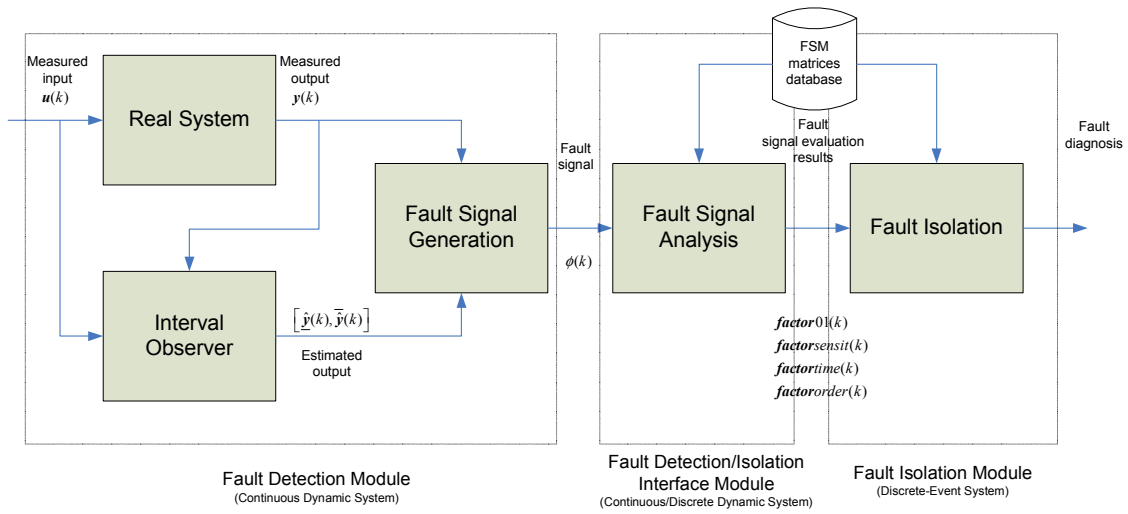 Measured
input
u(k)
Real System
Measured
output
y(k)
Interval
Observer
[ŷ(k), ŷ(k)]
Estimated
output
Fault Signal
Generation
Fault
signal
ϕ(k)
FSM
matrices
database
Fault Signal
Analysis
Fault
signal evaluation
results
factor01(k)
factorsensit(k)
factortime(k)
factororder(k)
Fault Isolation
Fault
diagnosis
Fault Detection Module
(Continuous Dynamic System)
Fault Detection/Isolation
Interface Module
(Continuous/Discrete Dynamic System)
Fault Isolation Module
(Discrete-Event System)